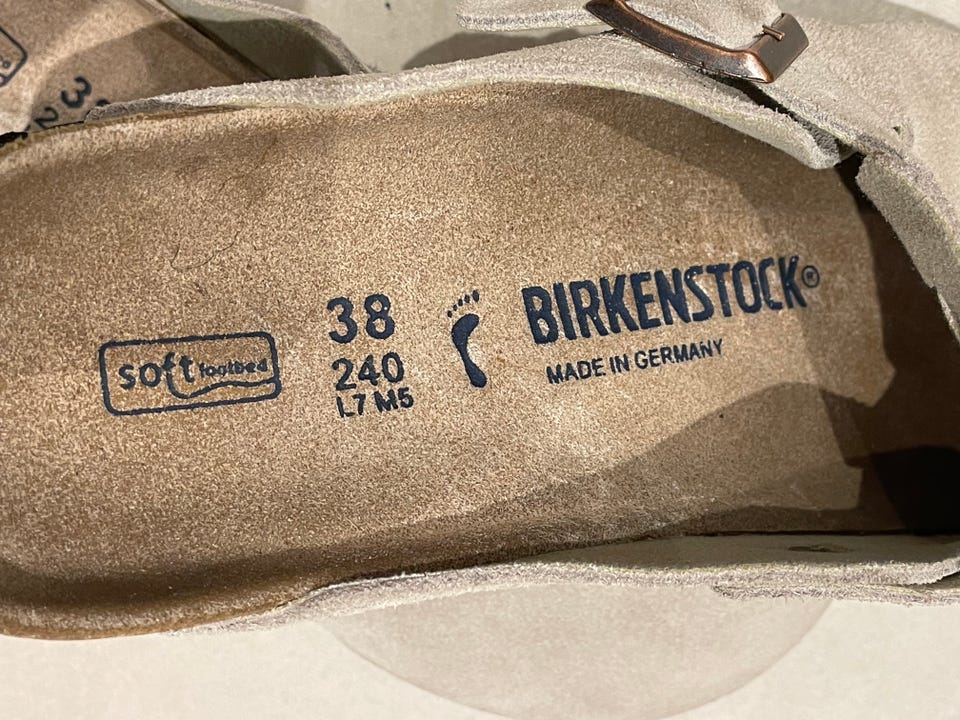 soft footbed
38
240
L7 M5
BIRKENSTOCK®
MADE IN GERMANY